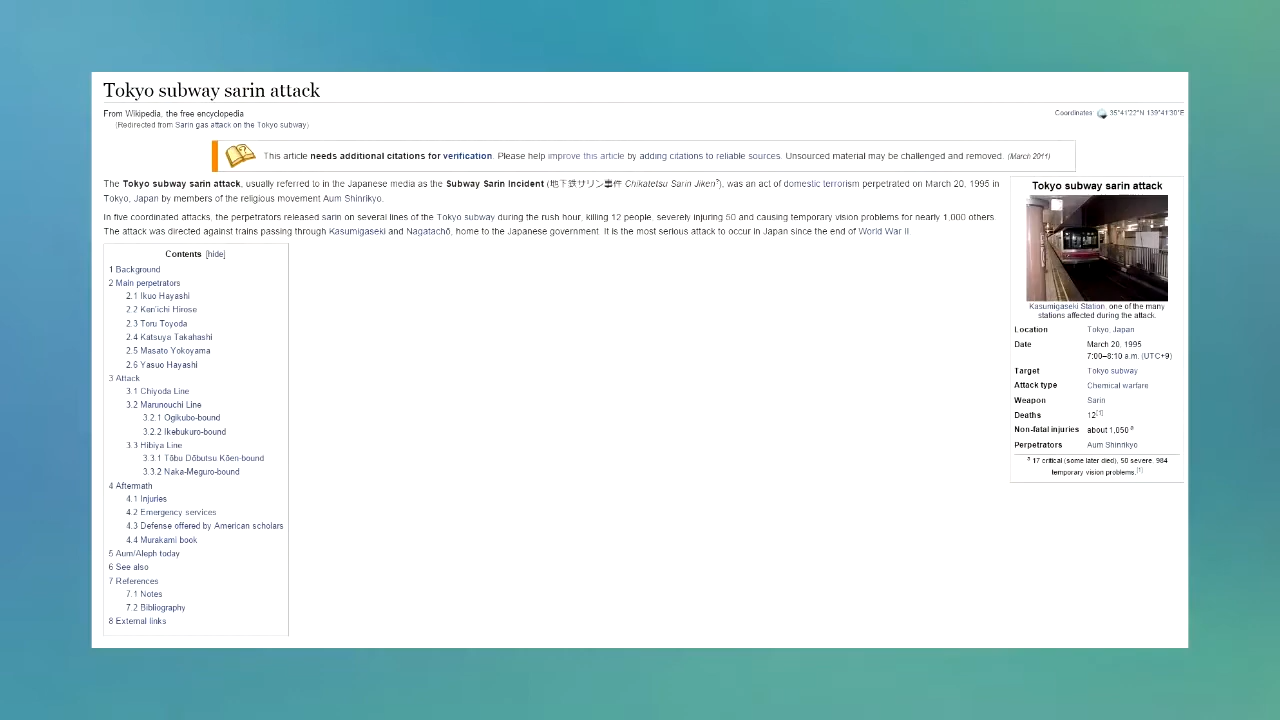 Tokyo subway sarin attack
From Wikipedia, the free encyclopedia
(Redirected from Sarin gas attack on the Tokyo subway)
Coordinates: 35°41′22″N 139°41′30″E
This article needs additional citations for verification. Please help improve this article by adding citations to reliable sources. Unsourced material may be challenged and removed. (March 2011)
The Tokyo subway sarin attack, usually referred to in the Japanese media as the Subway Sarin Incident (地下鉄サリン事件 Chikatetsu Sarin Jiken?), was an act of domestic terrorism perpetrated on March 20, 1995 in
Tokyo, Japan by members of the religious movement Aum Shinrikyo.
In five coordinated attacks, the perpetrators released sarin on several lines of the Tokyo subway during the rush hour, killing 12 people, severely injuring 50 and causing temporary vision problems for nearly 1,000 others.
The attack was directed against trains passing through Kasumigaseki and Nagatachō, home to the Japanese government. It is the most serious attack to occur in Japan since the end of World War II.
Contents [hide]
1 Background
2 Main perpetrators
2.1 Ikuo Hayashi
2.2 Ken'ichi Hirose
2.3 Toru Toyoda
2.4 Katsuya Takahashi
2.5 Masato Yokoyama
2.6 Yasuo Hayashi
3 Attack
3.1 Chiyoda Line
3.2 Marunouchi Line
3.2.1 Ogikubo-bound
3.2.2 Ikebukuro-bound
3.3 Hibiya Line
3.3.1 Tōbu Dōbutsu Kōen-bound
3.3.2 Naka-Meguro-bound
4 Aftermath
4.1 Injuries
4.2 Emergency services
4.3 Defense offered by American scholars
4.4 Murakami book
5 Aum/Aleph today
6 See also
7 References
7.1 Notes
7.2 Bibliography
8 External links
Tokyo subway sarin attack
Kasumigaseki Station, one of the many
stations affected during the attack.
Location Tokyo, Japan
Date March 20, 1995
7:00–8:10 a.m. (UTC+9)
Target Tokyo subway
Attack type Chemical warfare
Weapon Sarin
Deaths 12[1]
Non-fatal injuries about 1,050 a
Perpetrators Aum Shinrikyo
a 17 critical (some later died), 50 severe, 984
temporary vision problems.[1]